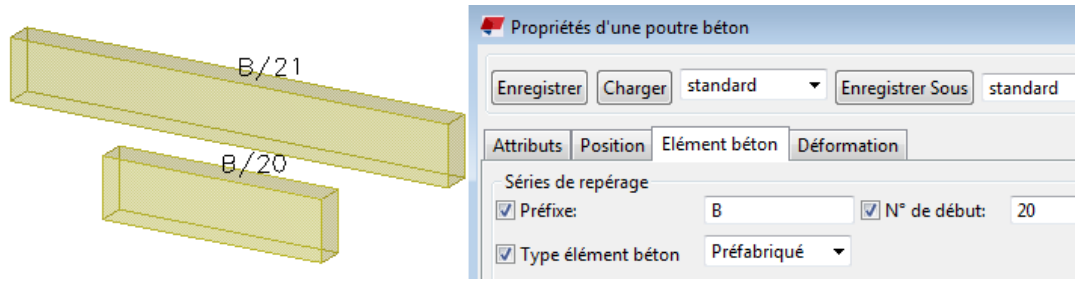 B/21
B/20
Propriétés d'une poutre béton
Enregistrer Charger standard Enregistrer Sous standard
Attributs Position Elément béton Déformation
Séries de repérage
Préfixe: B N° de début: 20
Type élément béton Préfabriqué